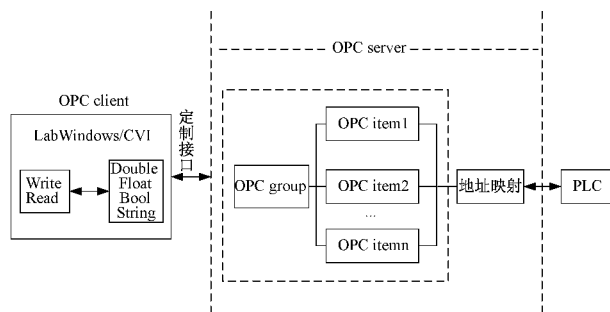 OPC server
OPC client
LabWindows/CVI
Write
Read
Double
Float
Bool
String
定制接口
OPC group
OPC item1
OPC item2
...
OPC itemn
地址映射
PLC